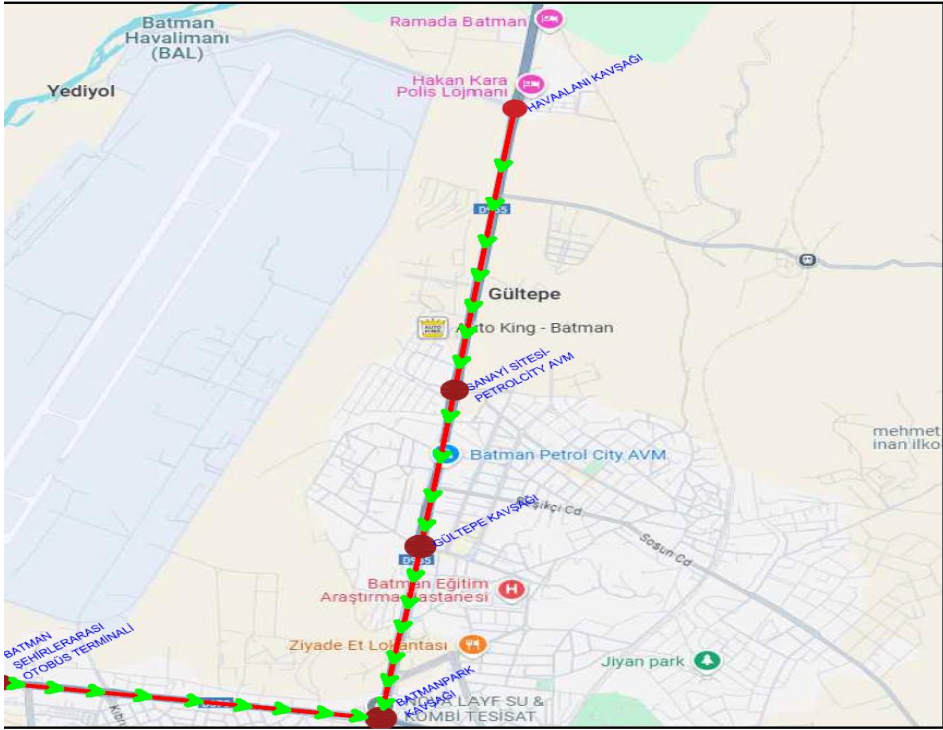 Ramada Batman
Batman
Havalimanı
(BAL)
Yediyol
Hakan Kara
Polis Lojmanı
HAVAALANI KAVŞAĞI
Gültepe
Auto King - Batman
SANAYİ SİTESİ-
PETROLCİTY AVM
mehmet
inan ilko
Batman Petrol City AVM
GÜLTEPE KAVŞAĞI
Sosun Cd
Batman Eğitim
Araştırma Hastanesi
H
BATMAN
ŞEHİRLERARASI
OTOBÜS TERMİNALİ
Ziyade Et Lokantası
Jiyan park
BATMANPARK
KAVŞAĞI
LAYF SU &
KOMBİ TESİSAT